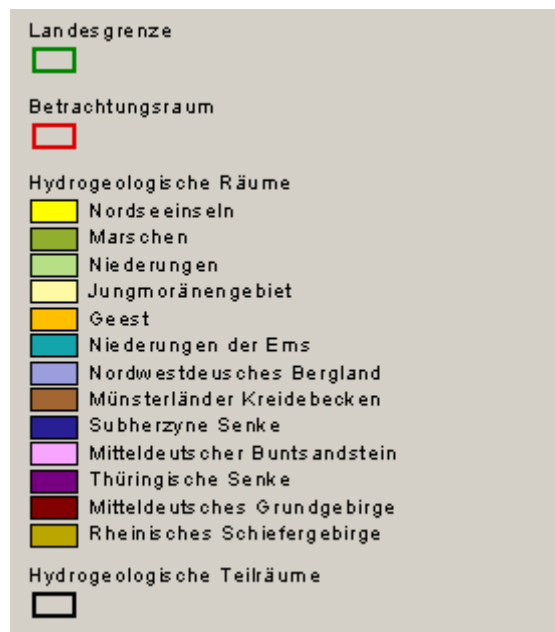 Landesgrenze
Betrachtungsraum
Hydrogeologische Räume
Nordseeinseln
Marschen
Niederungen
Jungmoränengebiet
Geest
Niederungen der Ems
Nordwestdeusches Bergland
Münsterländer Kreidebecken
Subherzyne Senke
Mitteldeutscher Buntsandstein
Thüringische Senke
Mitteldeutsches Grundgebirge
Rheinisches Schiefergebirge
Hydrogeologische Teilräume